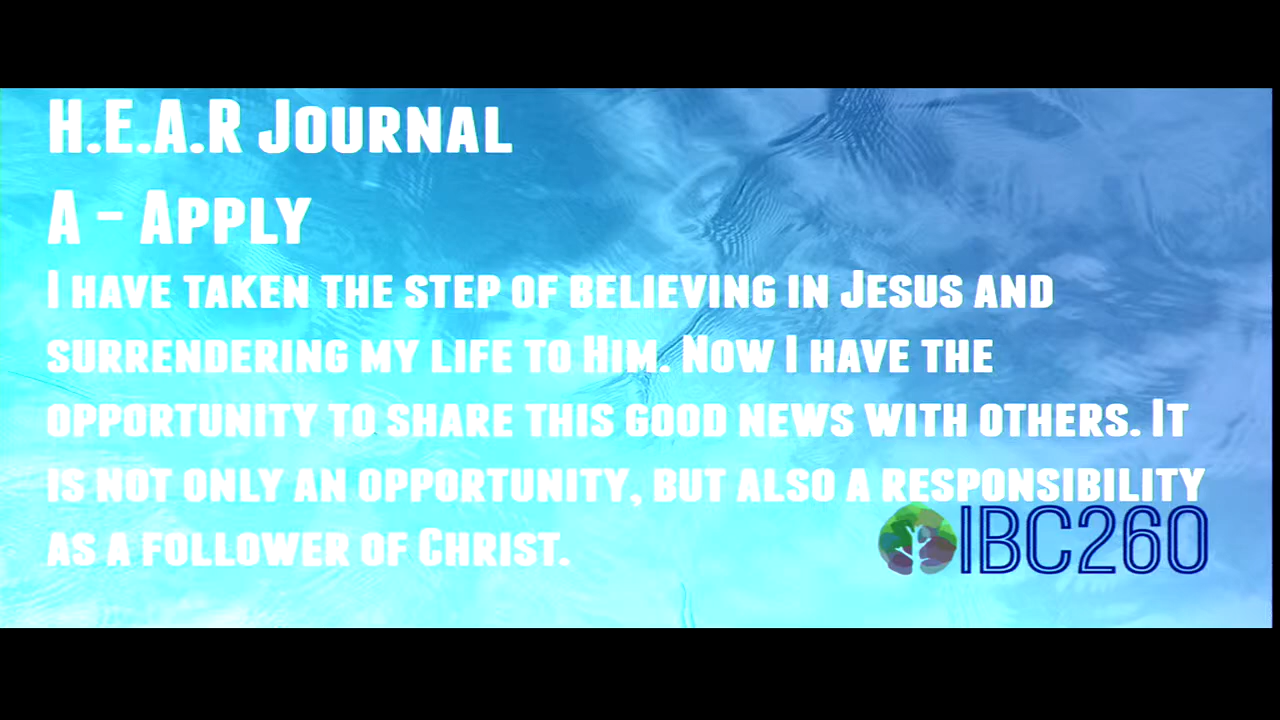 H.E.A.R Journal
A - Apply
I have taken the step of believing in Jesus and
surrendering my life to Him. Now I have the
opportunity to share this good news with others. It
is not only an opportunity, but also a responsibility
as a follower of Christ.
IBC260